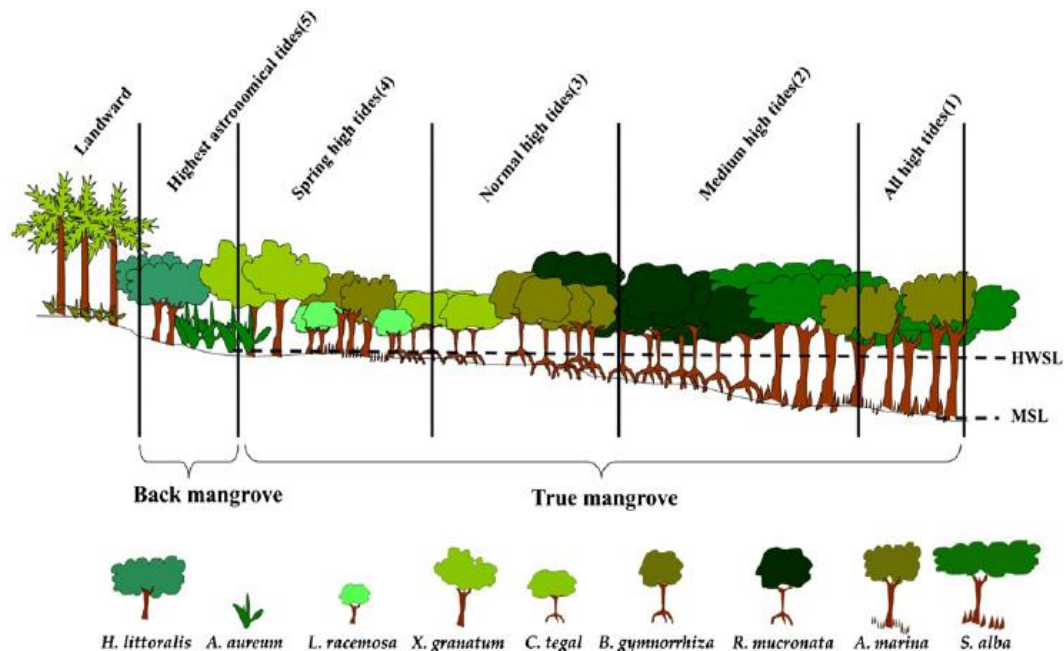 Landward
Highest astronomical tides(5)
Spring high tides(4)
Normal high tides(3)
Medium high tides(2)
All high tides(1)
HWSL
MSL
Back mangrove
True mangrove
H. littoralis
A. aureum
L. racemosa
X. granatum
C. tegal
B. gymnorrhiza
R. mucronata
A. marina
S. alba